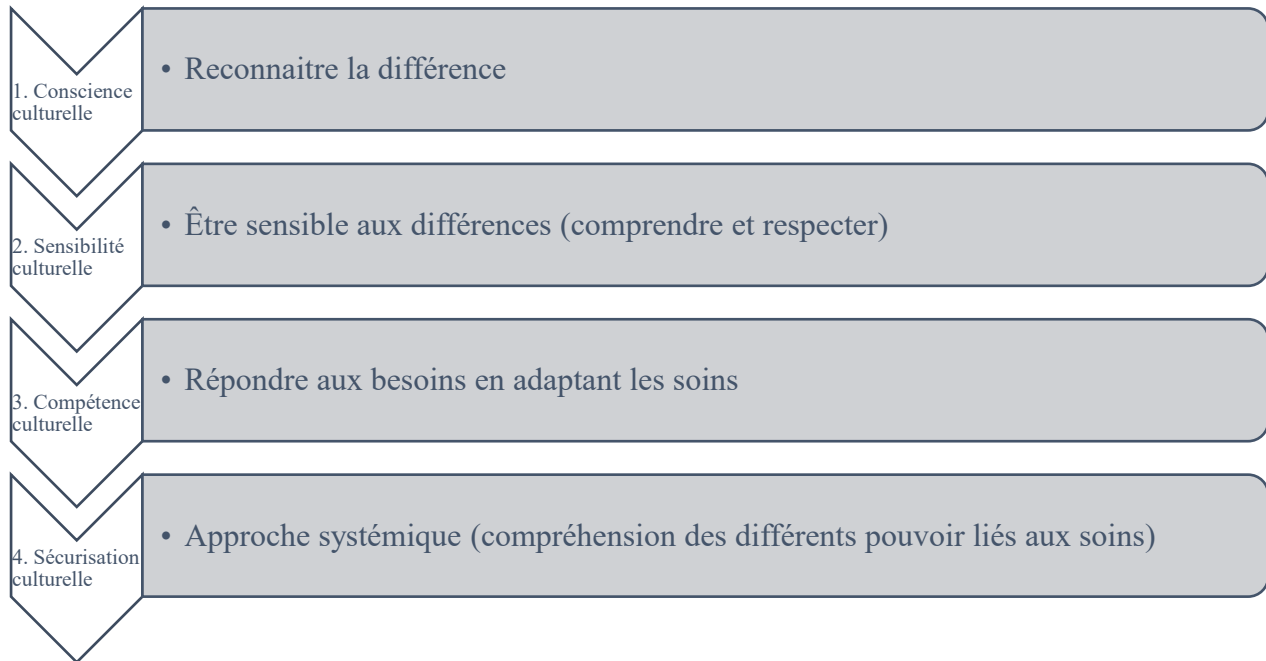 1. Conscience
culturelle
• Reconnaitre la différence
2. Sensibilité
culturelle
• Être sensible aux différences (comprendre et respecter)
3. Compétence
culturelle
• Répondre aux besoins en adaptant les soins
4. Sécurisation
culturelle
• Approche systémique (compréhension des différents pouvoir liés aux soins)